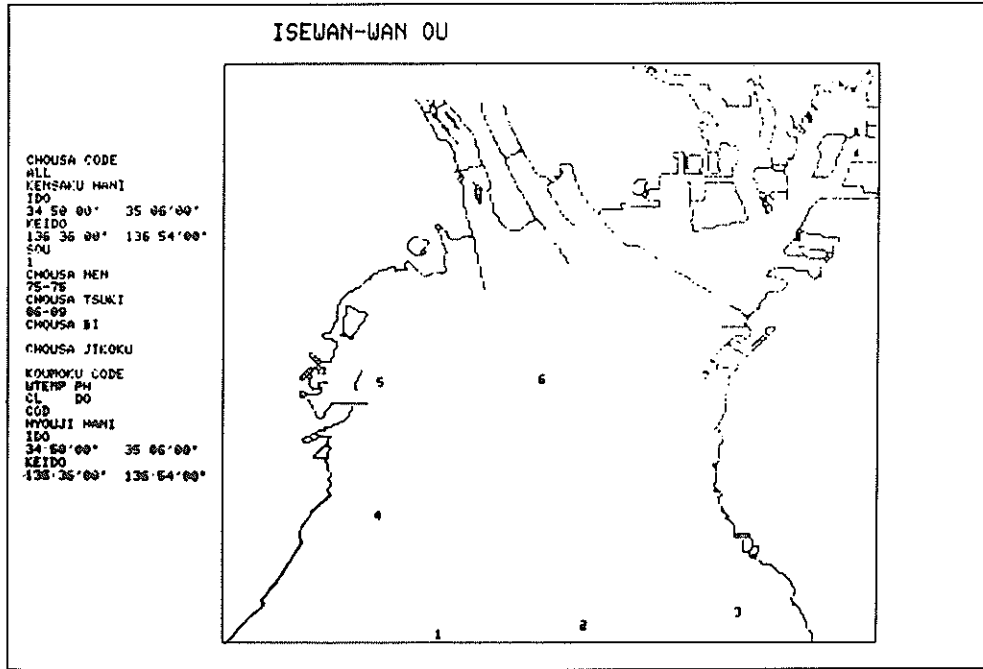 ISEWAN-WAN OU
CHOUSA CODE
ALL
KENSAKU HANI
IDO
34 50 00" 35 06'00"
KEIDO
136 36 00" 136 54'00"
SOU
1
CHOUSA NEN
75-75
CHOUSA TSUKI
06-09
CHOUSA BI
CHOUSA JIKOKU
KOUMOKU CODE
WTEMP PH
CL DO
COD
HYOUJI HANI
IDO
34 50'00" 35 06'00"
KEIDO
136 36'00" 136 54'00"
5 6
4
3
2
1